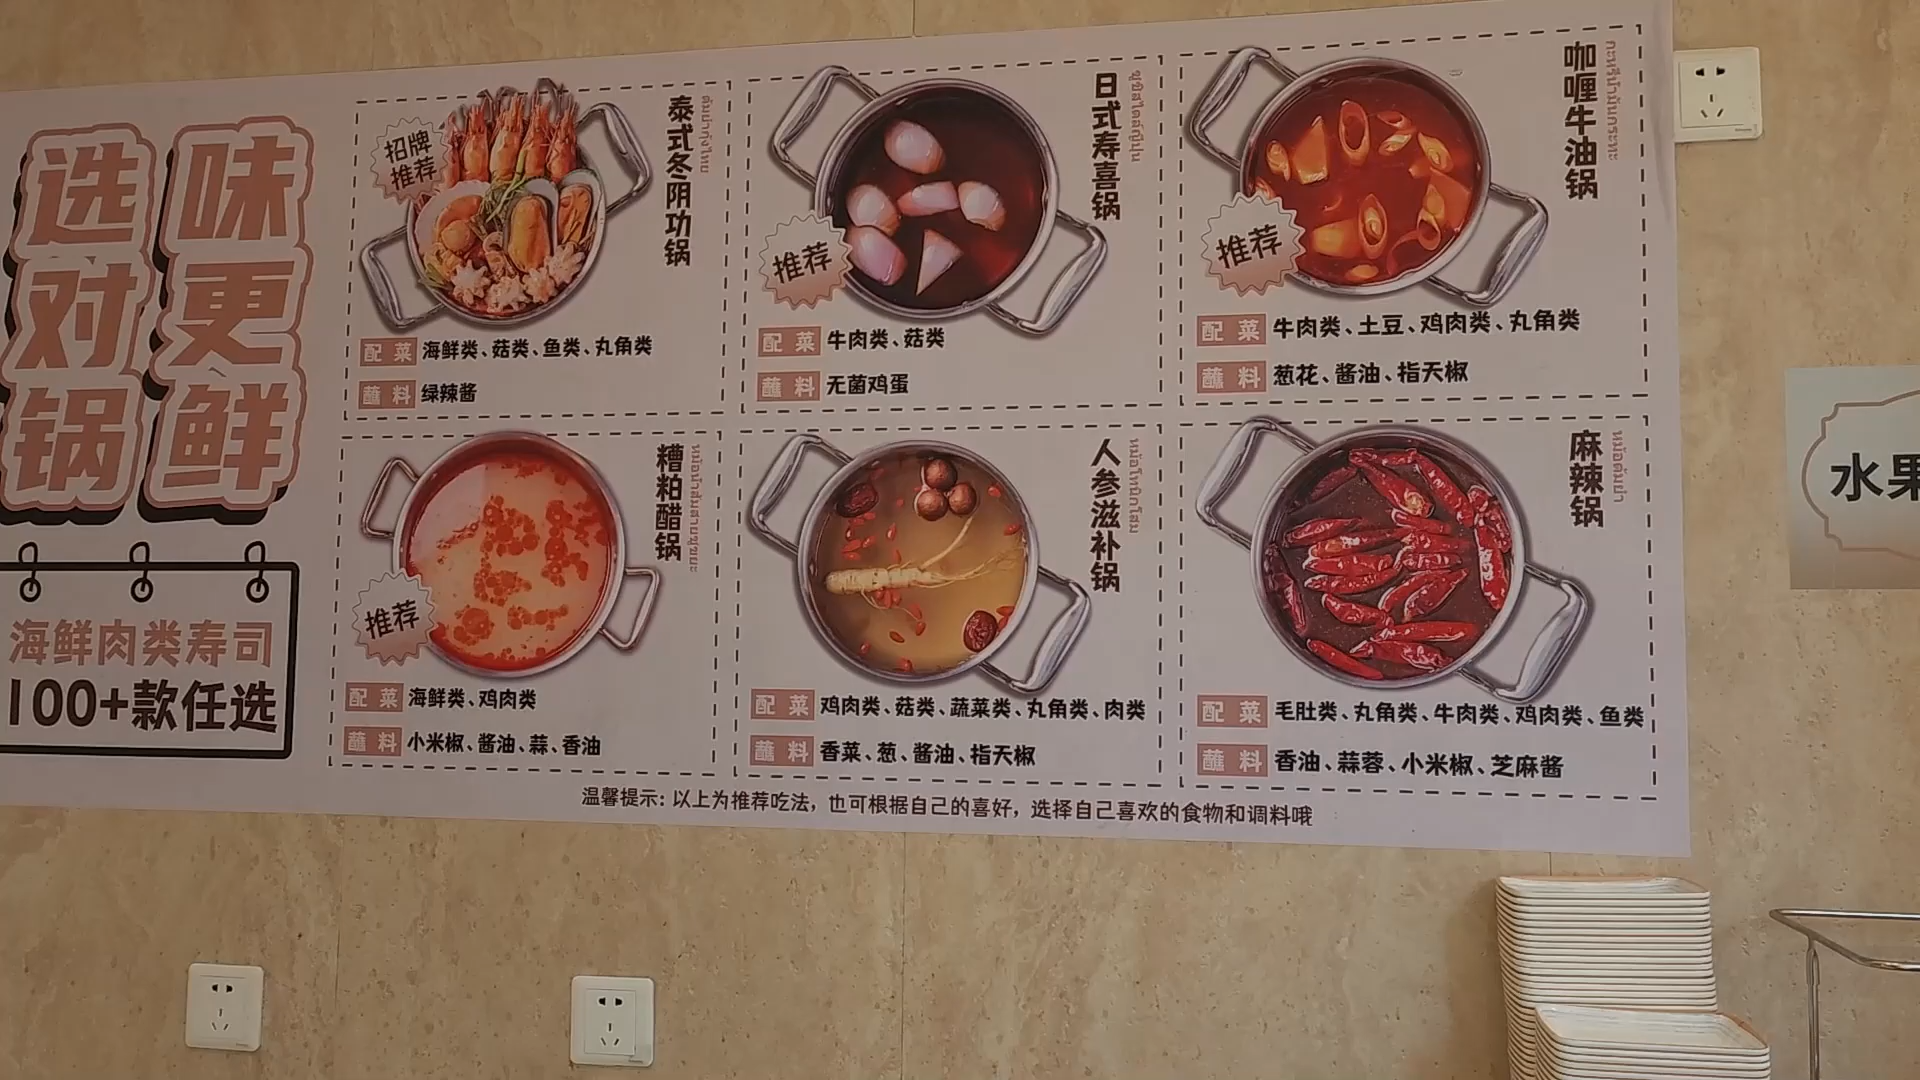 选对锅
味更鲜
海鲜肉类寿司
100+款任选
招牌
推荐
泰式冬阴功锅
配菜 海鲜类、菇类、鱼类、丸角类
蘸料 绿辣酱
推荐
日式寿喜锅
配菜 牛肉类、菇类
蘸料 无菌鸡蛋
推荐
咖喱牛油锅
配菜 牛肉类、土豆、鸡肉类、丸角类
蘸料 葱花、酱油、指天椒
推荐
糟粕醋锅
配菜 海鲜类、鸡肉类
蘸料 小米椒、酱油、蒜、香油
人参滋补锅
配菜 鸡肉类、菇类、蔬菜类、丸角类、肉类
蘸料 香菜、葱、酱油、指天椒
麻辣锅
配菜 毛肚类、丸角类、牛肉类、鸡肉类、鱼类
蘸料 香油、蒜蓉、小米椒、芝麻酱
温馨提示：以上为推荐吃法，也可根据自己的喜好，选择自己喜欢的食物和调料哦
水果